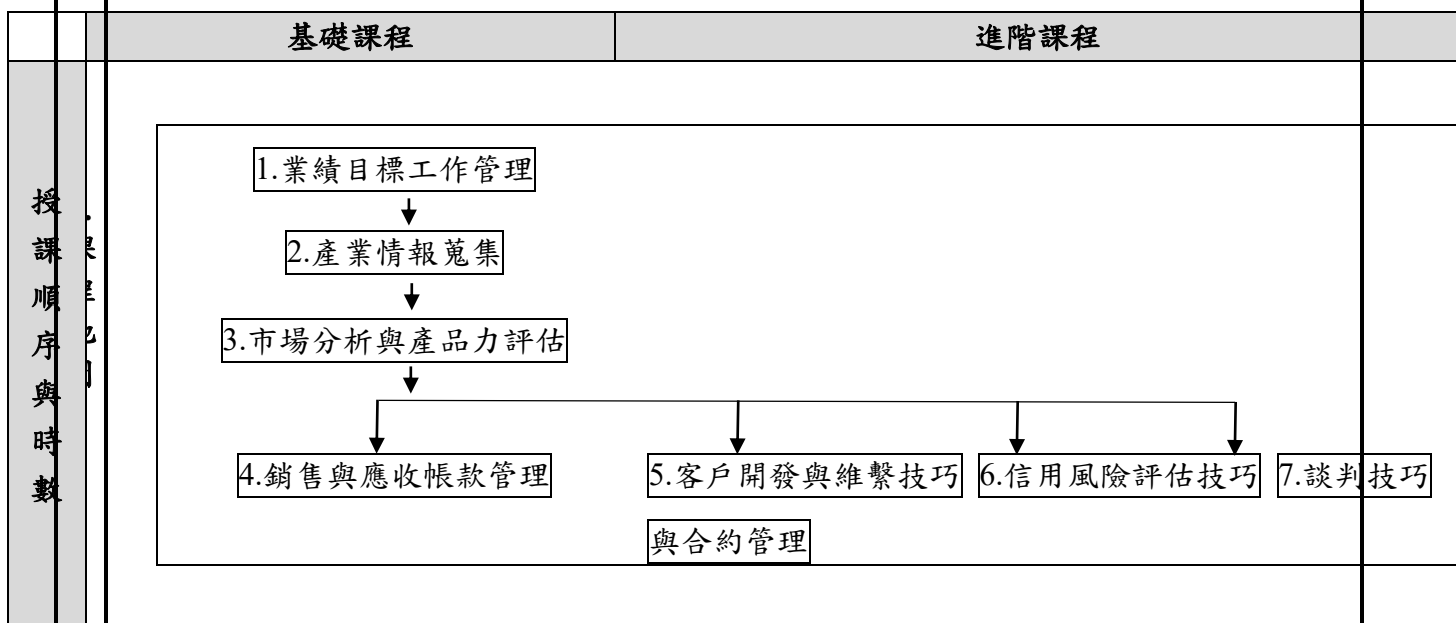 基礎課程
進階課程
授課順序與時數
1.業績目標工作管理
2.產業情報蒐集
3.市場分析與產品力評估
4.銷售與應收帳款管理
5.客戶開發與維繫技巧
6.信用風險評估技巧
7.談判技巧
與合約管理